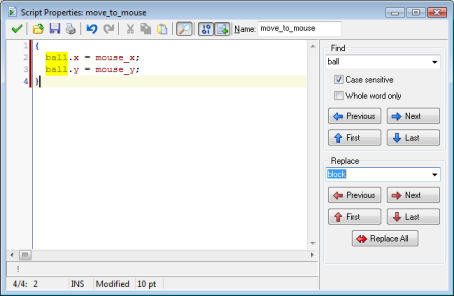 Script Properties: move_to_mouse
Name: move_to_mouse
1 {
2 ball.x = mouse_x;
3 ball.y = mouse_y;
4 }
Find
ball
Case sensitive
Whole word only
Previous Next
First Last
Replace
block
Previous Next
First Last
Replace All
!
4/4: 2 INS Modified 10 pt